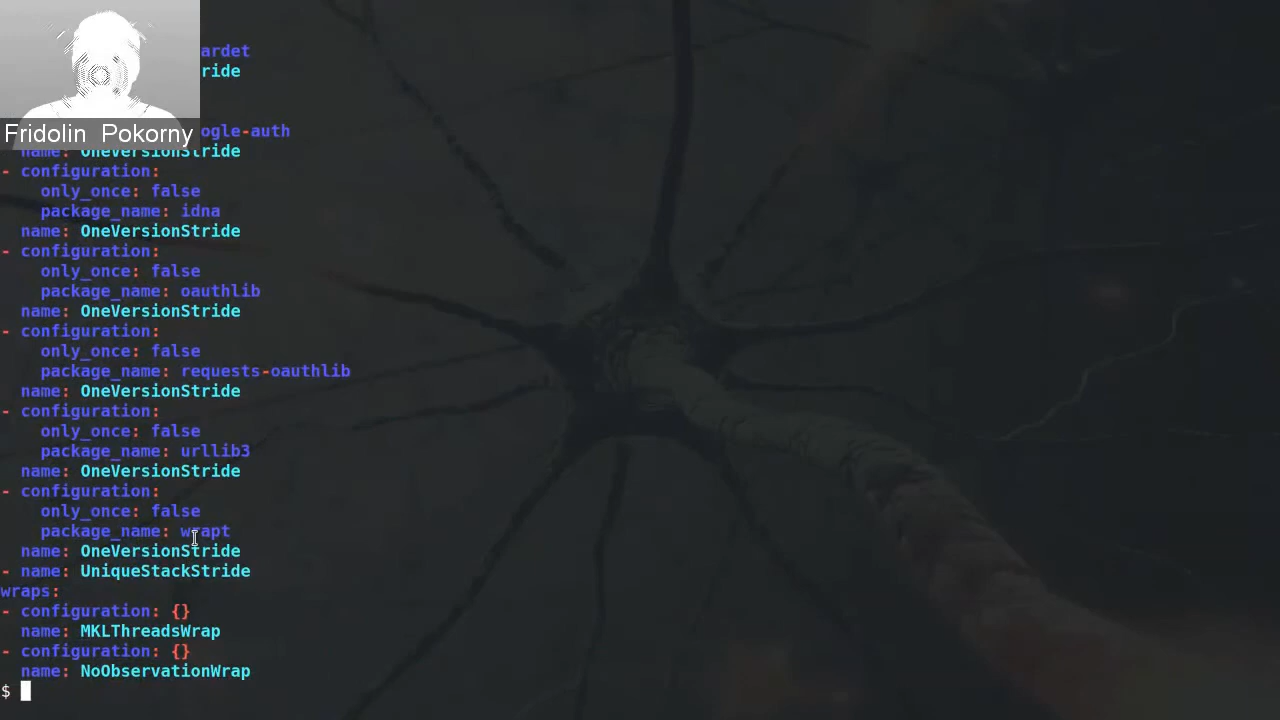 ardet
ride
Fridolin Pokorny
ogle-auth
name: OneVersionStride
- configuration:
only_once: false
package_name: idna
name: OneVersionStride
- configuration:
only_once: false
package_name: oauthlib
name: OneVersionStride
- configuration:
only_once: false
package_name: requests-oauthlib
name: OneVersionStride
- configuration:
only_once: false
package_name: urllib3
name: OneVersionStride
- configuration:
only_once: false
package_name: wrapt
name: OneVersionStride
- name: UniqueStackStride
wraps:
- configuration: {}
name: MKLThreadsWrap
- configuration: {}
name: NoObservationWrap
$